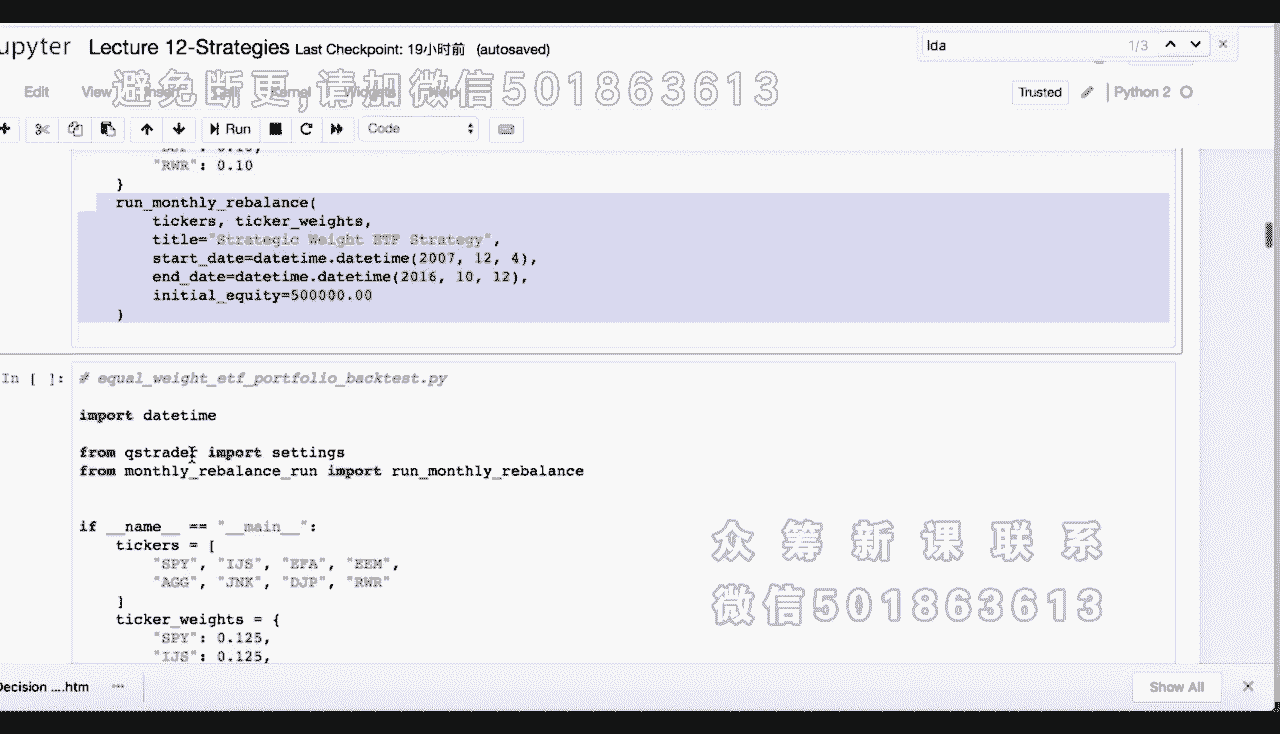 upyter Lecture 12-Strategies Last Checkpoint: 19小时前 (autosaved)
lda 1/3
避免断更,请加微信501863613
Edit View Insert Cell Kernel Widgets Help
Trusted Python 2
Run Code
"RWR": 0.10
}
run_monthly_rebalance(
tickers, ticker_weights,
title="Strategic Weight ETF Strategy",
start_date=datetime.datetime(2007, 12, 4),
end_date=datetime.datetime(2016, 10, 12),
initial_equity=500000.00
)
In [ ]: # equal_weight_etf_portfolio_backtest.py
import datetime
from qstrader import settings
from monthly_rebalance_run import run_monthly_rebalance
if __name__ == "__main__":
tickers = [
"SPY", "IJS", "EFA", "EEM",
"AGG", "JNK", "DJP", "RWR"
]
ticker_weights = {
"SPY": 0.125,
"IJS": 0.125,
众筹新课联系
微信501863613
Decision ....htm
Show All